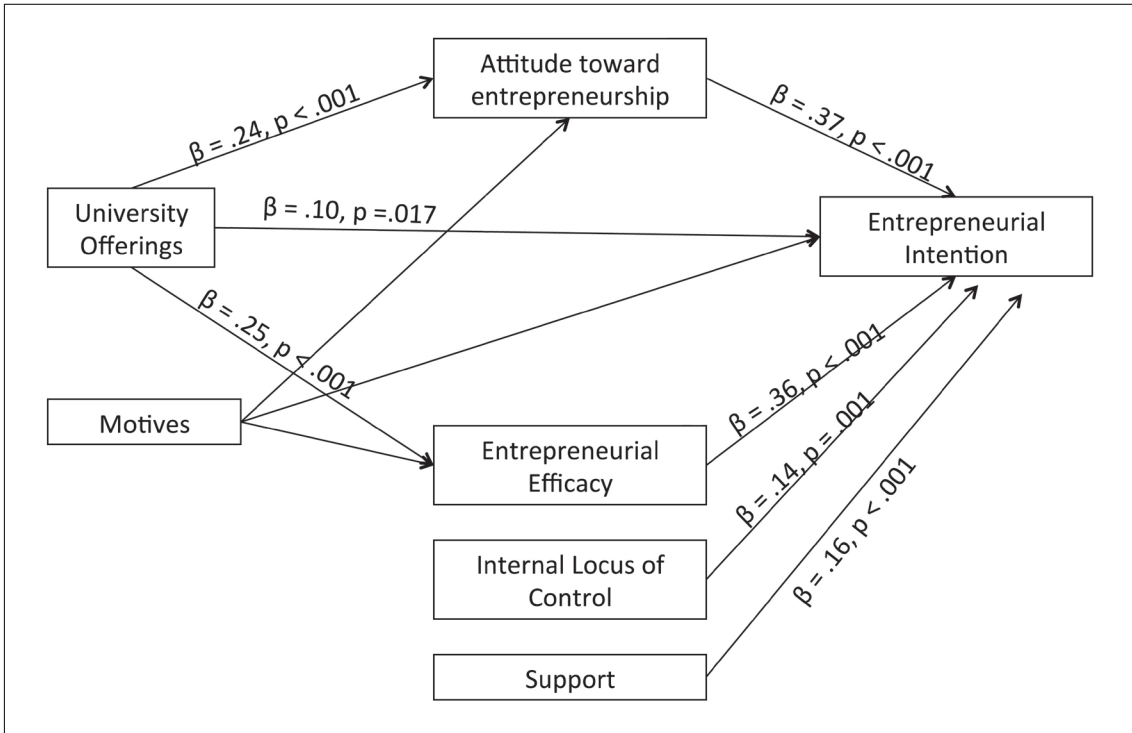 Attitude toward
entrepreneurship
β = .24, p < .001
β = .37, p < .001
University
Offerings
β = .10, p =.017
Entrepreneurial
Intention
β = .25, p < .001
Motives
β = .36, p < .001
Entrepreneurial
Efficacy
β = .14, p = .001
Internal Locus of
Control
β = .16, p < .001
Support